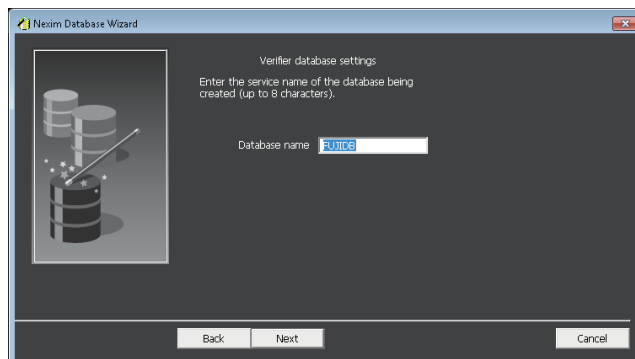 Nexim Database Wizard
Verifier database settings
Enter the service name of the database being
created (up to 8 characters).
Database name FUJIDB
Back Next Cancel